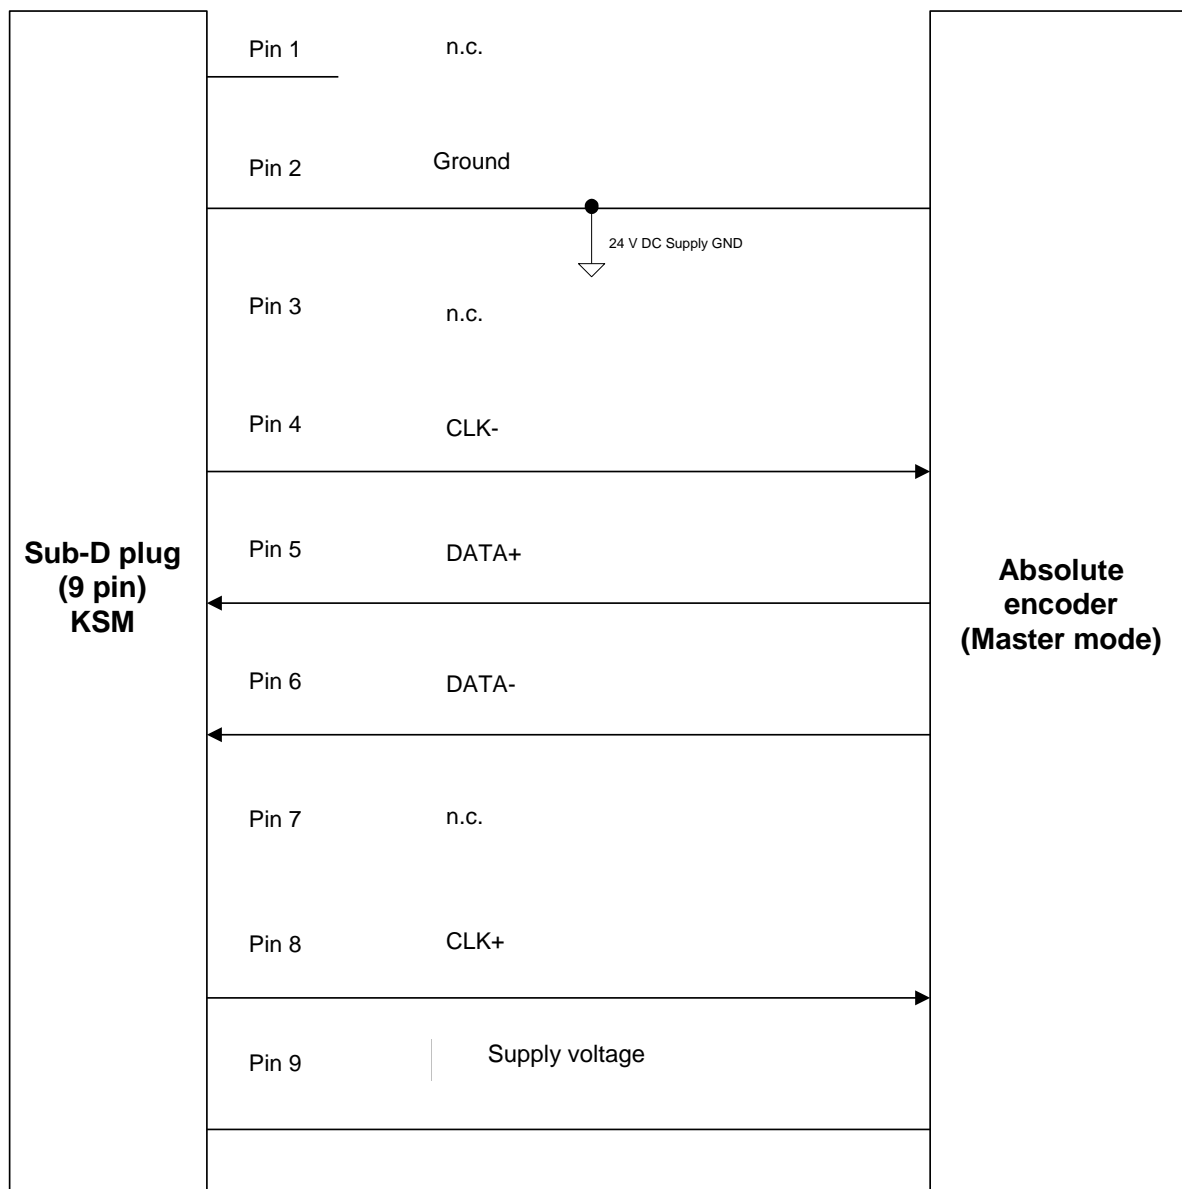 Pin 1 n.c.
Pin 2 Ground
24 V DC Supply GND
Pin 3 n.c.
Pin 4 CLK-
Pin 5 DATA+
Sub-D plug
(9 pin)
KSM
Absolute
encoder
(Master mode)
Pin 6 DATA-
Pin 7 n.c.
Pin 8 CLK+
Pin 9 Supply voltage